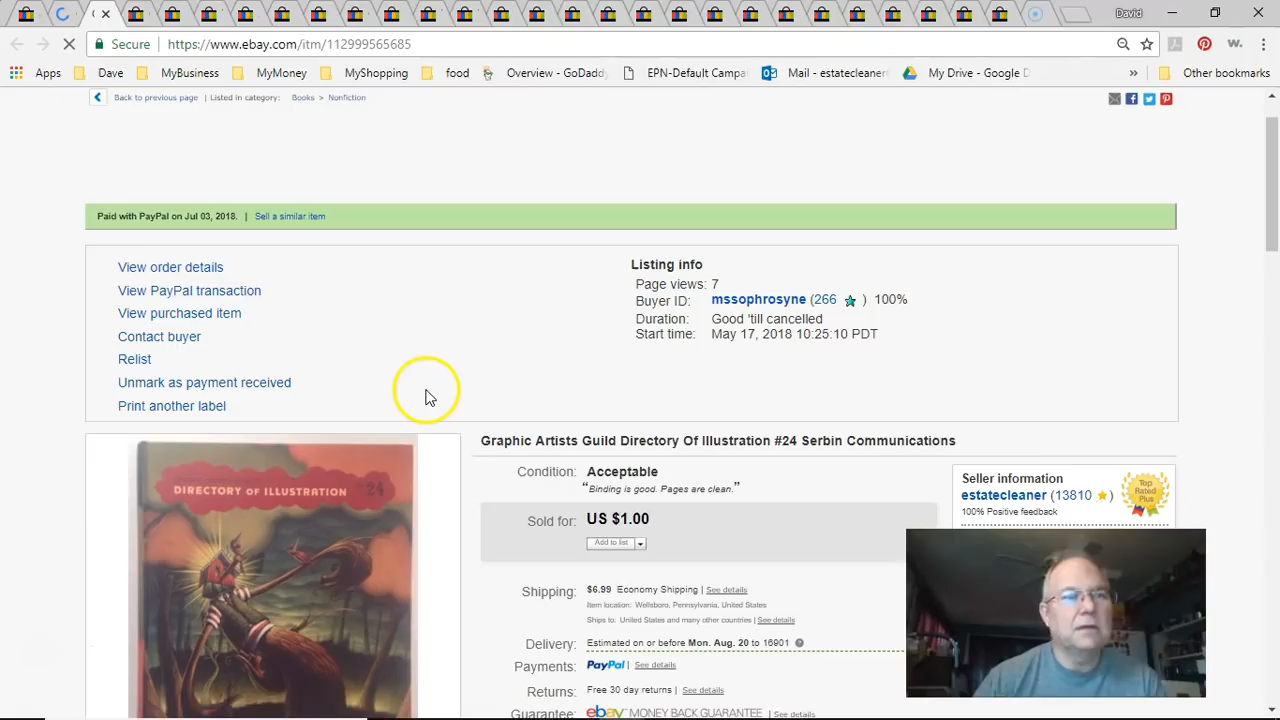 David
Secure
https://www.ebay.com/itm/112999565685
Apps Dave MyBusiness MyMoney MyShopping food Overview - GoDaddy EPN-Default Campa Mail - estatecleaner My Drive - Google D » Other bookmarks
Back to previous page | Listed in category: Books > Nonfiction
Paid with PayPal on Jul 03, 2018. | Sell a similar item
View order details
View PayPal transaction
View purchased item
Contact buyer
Relist
Unmark as payment received
Print another label
Listing info
Page views: 7
Buyer ID: mssophrosyne (266 ) 100%
Duration: Good 'till cancelled
Start time: May 17, 2018 10:25:10 PDT
DIRECTORY OF ILLUSTRATION #24
Graphic Artists Guild Directory Of Illustration #24 Serbin Communications
Condition: Acceptable
"Binding is good. Pages are clean."
Sold for: US $1.00
Add to list
Shipping: $6.99 Economy Shipping | See details
Item location: Wellsboro, Pennsylvania, United States
Ships to: United States and many other countries | See details
Delivery: Estimated on or before Mon. Aug. 20 to 16901
Payments: PayPal | See details
Returns: Free 30 day returns | See details
Guarantee: ebay MONEY BACK GUARANTEE | See details
Seller information
estatecleaner (13810 )
100% Positive feedback
Top Rated Plus